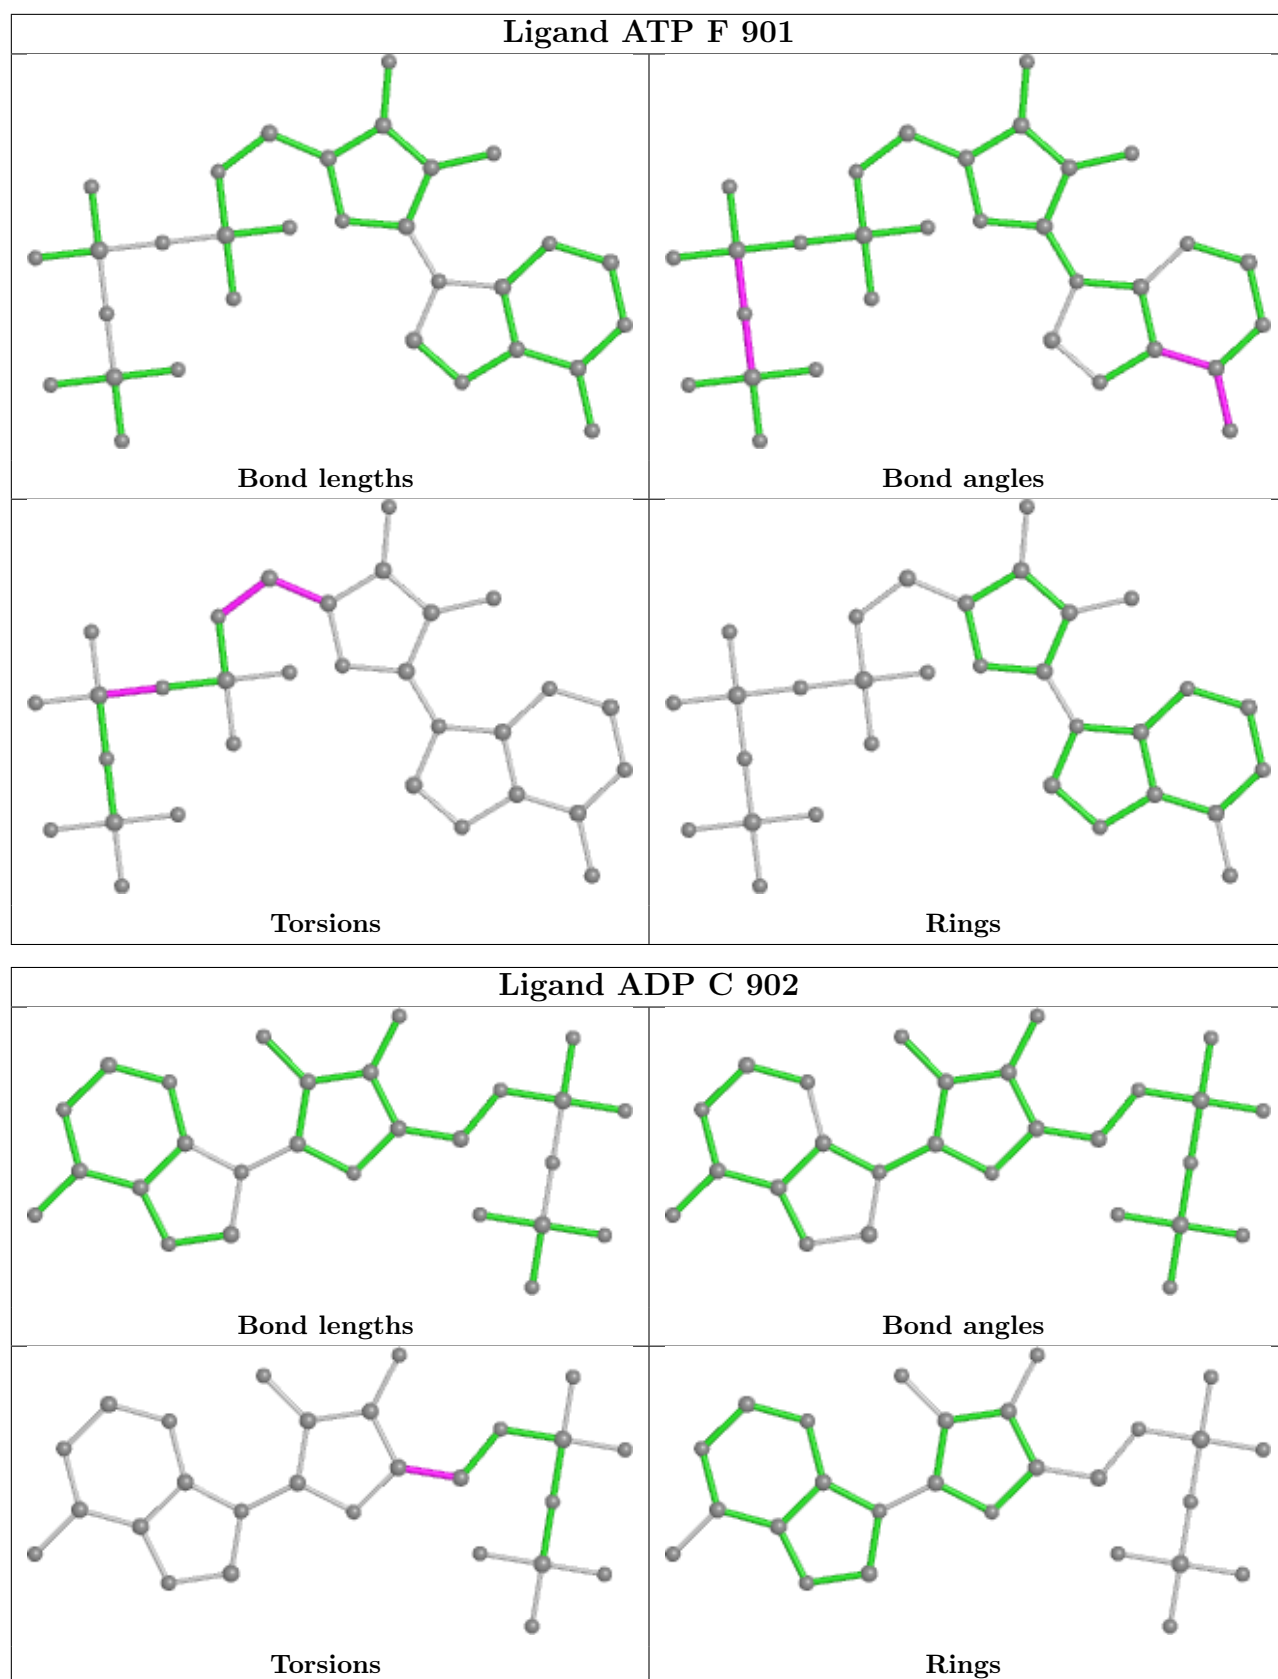 Ligand ATP F 901
Bond lengths
Bond angles
Torsions
Rings
Ligand ADP C 902
Bond lengths
Bond angles
Torsions
Rings